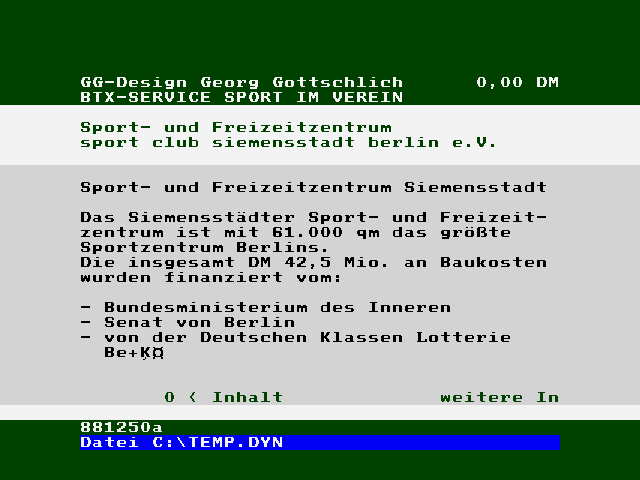 GG-Design Georg Gottschlich 0,00 DM
BTX-SERVICE SPORT IM VEREIN
Sport- und Freizeitzentrum
sport club siemensstadt berlin e.V.
Sport- und Freizeitzentrum Siemensstadt
Das Siemensstädter Sport- und Freizeit-
zentrum ist mit 61.000 qm das größte
Sportzentrum Berlins.
Die insgesamt DM 42,5 Mio. an Baukosten
wurden finanziert vom:
- Bundesministerium des Inneren
- Senat von Berlin
- von der Deutschen Klassen Lotterie
Be+Ķ¤
0 < Inhalt weitere In
881250a
Datei C:\TEMP.DYN